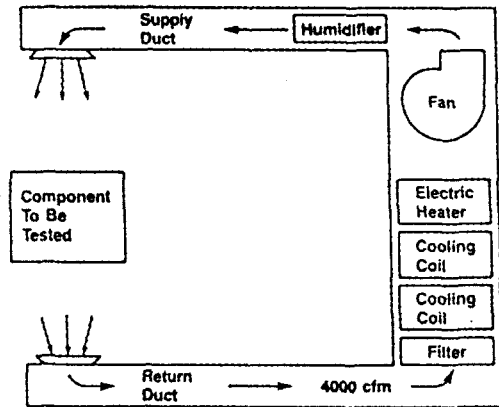 Supply
Duct
Humidifier
Fan
Component
To Be
Tested
Electric
Heater
Cooling
Coil
Cooling
Coil
Filter
Return
Duct
4000 cfm